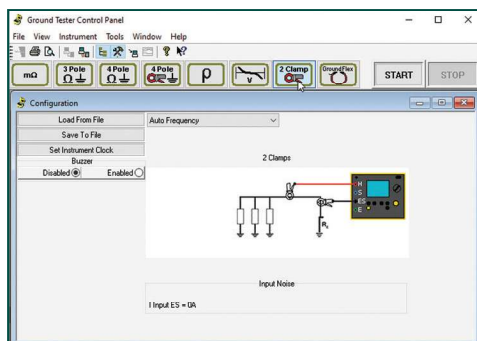 Ground Tester Control Panel
File View Instrument Tools Window Help
mΩ
3 Pole
Ω
4 Pole
Ω
4 Pole
ρ
V
2 Clamp
GroundFlex
START
STOP
Configuration
Load From File
Auto Frequency
Save To File
Set Instrument Clock
Buzzer
Disabled
Enabled
2 Clamps
H
S
ES
E
Rx
Input Noise
I Input ES = 0A